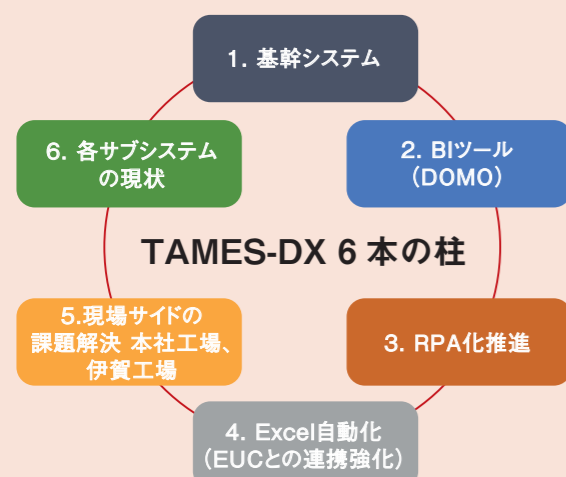 1. 基幹システム
2. BIツール
（DOMO）
3. RPA化推進
4. Excel自動化
（EUCとの連携強化）
5.現場サイドの
課題解決 本社工場、
伊賀工場
6. 各サブシステム
の現状
TAMES-DX 6 本の柱